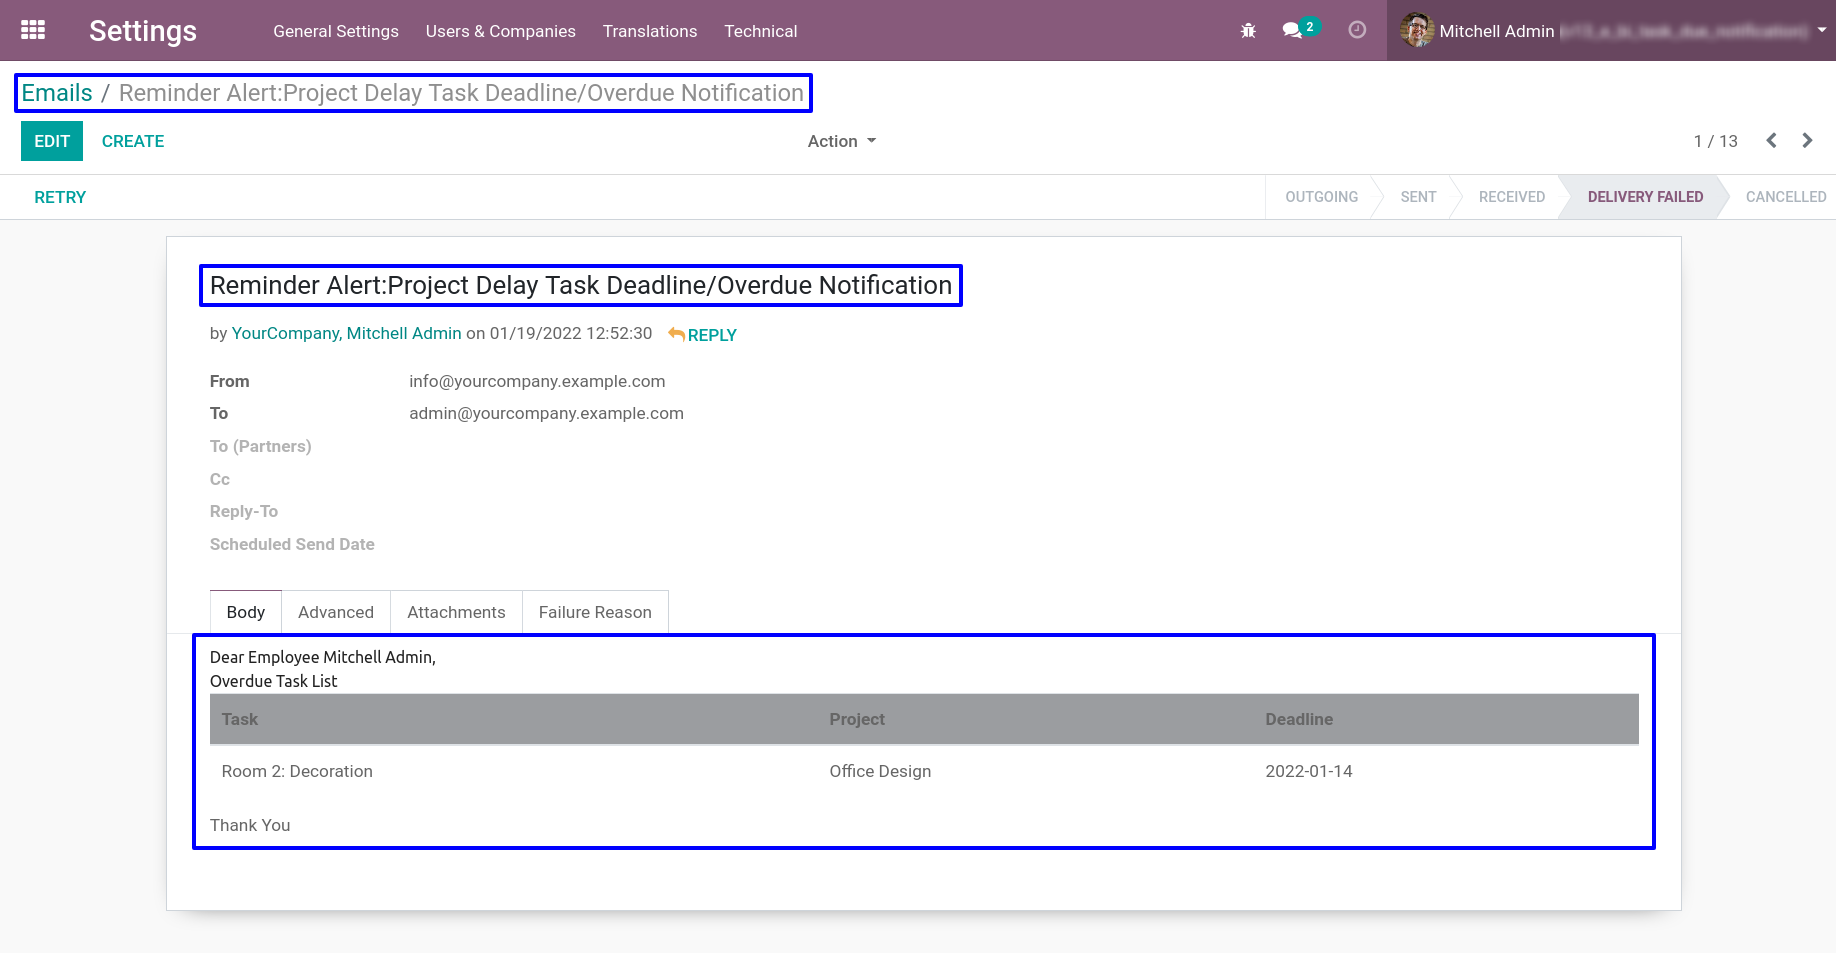 Settings General Settings Users & Companies Translations Technical 2 Mitchell Admin
Emails / Reminder Alert:Project Delay Task Deadline/Overdue Notification
EDIT CREATE Action 1 / 13
RETRY OUTGOING SENT RECEIVED DELIVERY FAILED CANCELLED
Reminder Alert:Project Delay Task Deadline/Overdue Notification
by YourCompany, Mitchell Admin on 01/19/2022 12:52:30 REPLY
From info@yourcompany.example.com
To admin@yourcompany.example.com
To (Partners)
Cc
Reply-To
Scheduled Send Date
Body Advanced Attachments Failure Reason
Dear Employee Mitchell Admin,
Overdue Task List
Task Project Deadline
Room 2: Decoration Office Design 2022-01-14
Thank You